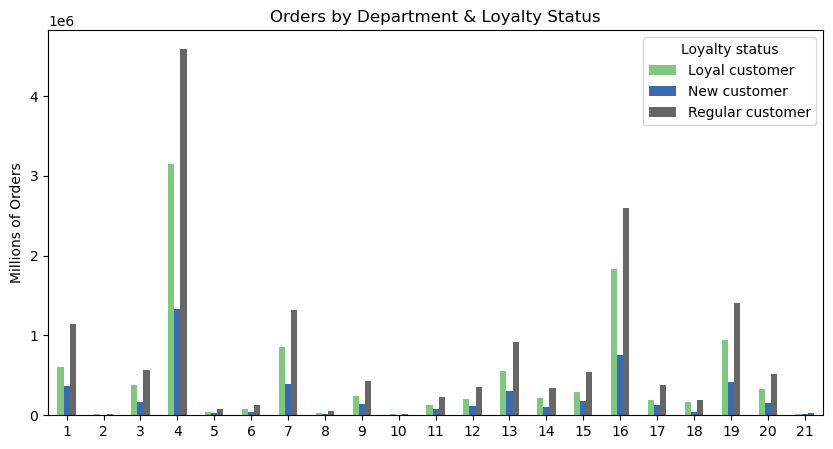 Orders by Department & Loyalty Status
1e6
Millions of Orders
4
3
2
1
0
Loyalty status
Loyal customer
New customer
Regular customer
1 2 3 4 5 6 7 8 9 10 11 12 13 14 15 16 17 18 19 20 21